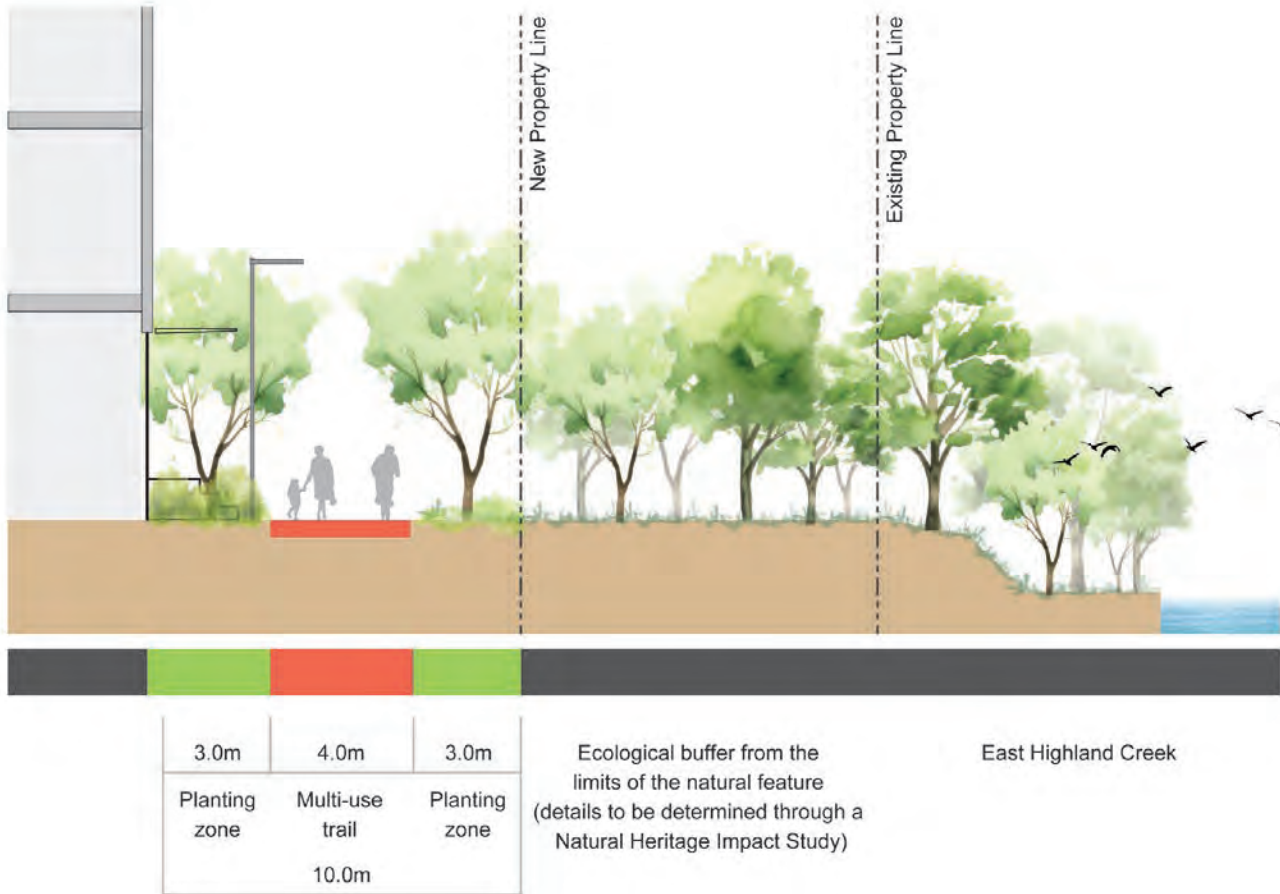 New Property Line
Existing Property Line
3.0m
4.0m
3.0m
Planting
zone
Multi-use
trail
Planting
zone
10.0m
Ecological buffer from the
limits of the natural feature
(details to be determined through a
Natural Heritage Impact Study)
East Highland Creek